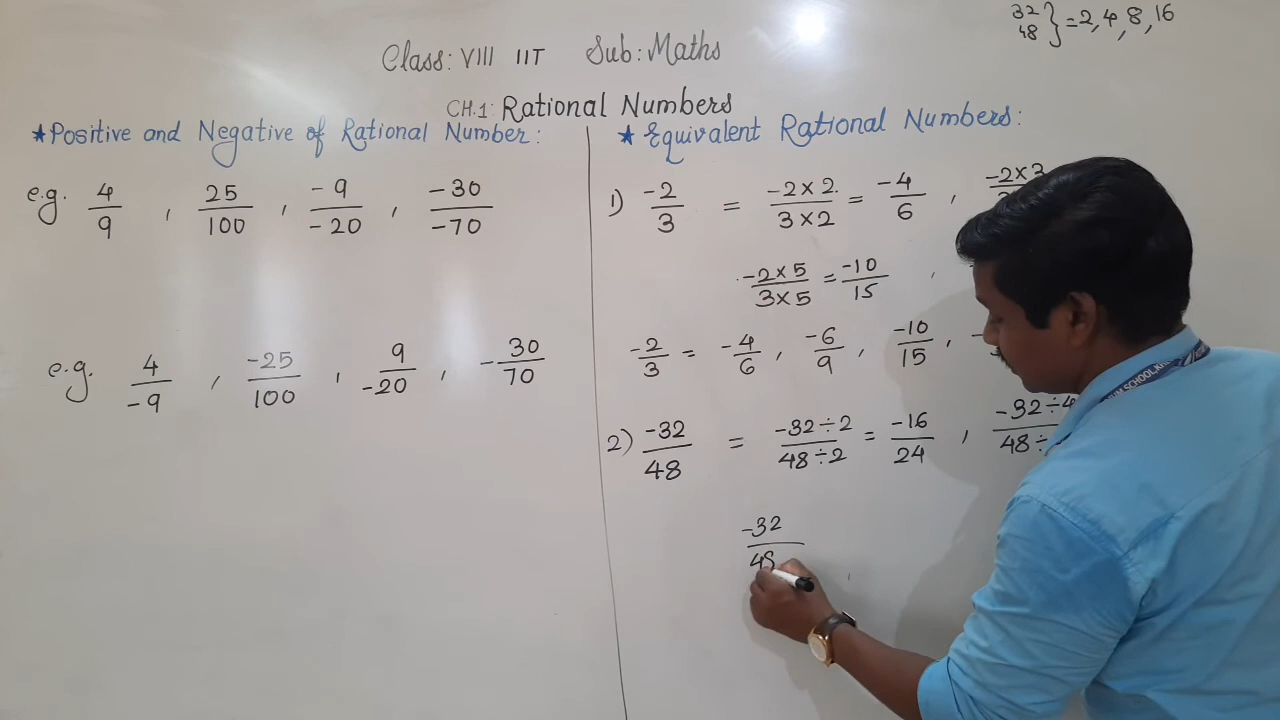 32
48 } = 2, 4, 8, 16
Class: VIII IIT Sub: Maths
CH.1: Rational Numbers
★Positive and Negative of Rational Number:
e.g. 4/9 , 25/100 , -9/-20 , -30/-70
e.g. 4/-9 , -25/100 , 9/-20 , -30/70
★ Equivalent Rational Numbers:
1) -2/3 = -2×2/3×2 = -4/6 , -2×3
-2×5/3×5 = -10/15 ,
-2/3 = -4/6 , -6/9 , -10/15 ,
2) -32/48 = -32÷2/48÷2 = -16/24 , -32÷4/48÷
-32/48